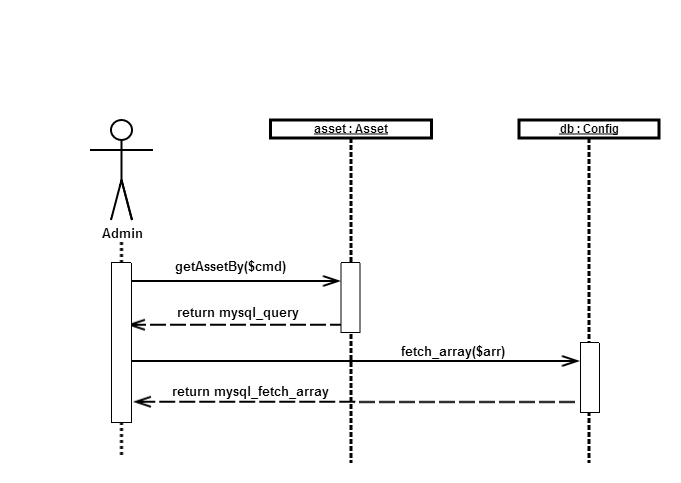 asset : Asset
db : Config
Admin
getAssetBy($cmd)
return mysql_query
fetch_array($arr)
return mysql_fetch_array